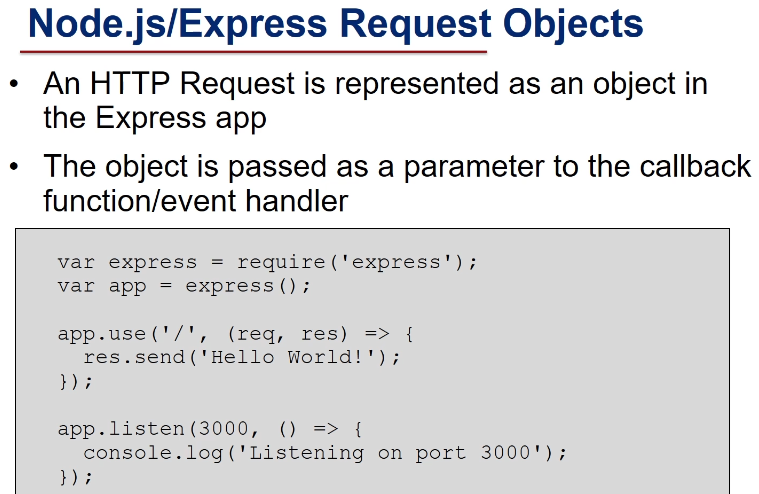 Node.js/Express Request Objects
• An HTTP Request is represented as an object in
the Express app
• The object is passed as a parameter to the callback
function/event handler
var express = require('express');
var app = express();
app.use('/', (req, res) => {
res.send('Hello World!');
});
app.listen(3000, () => {
console.log('Listening on port 3000');
});